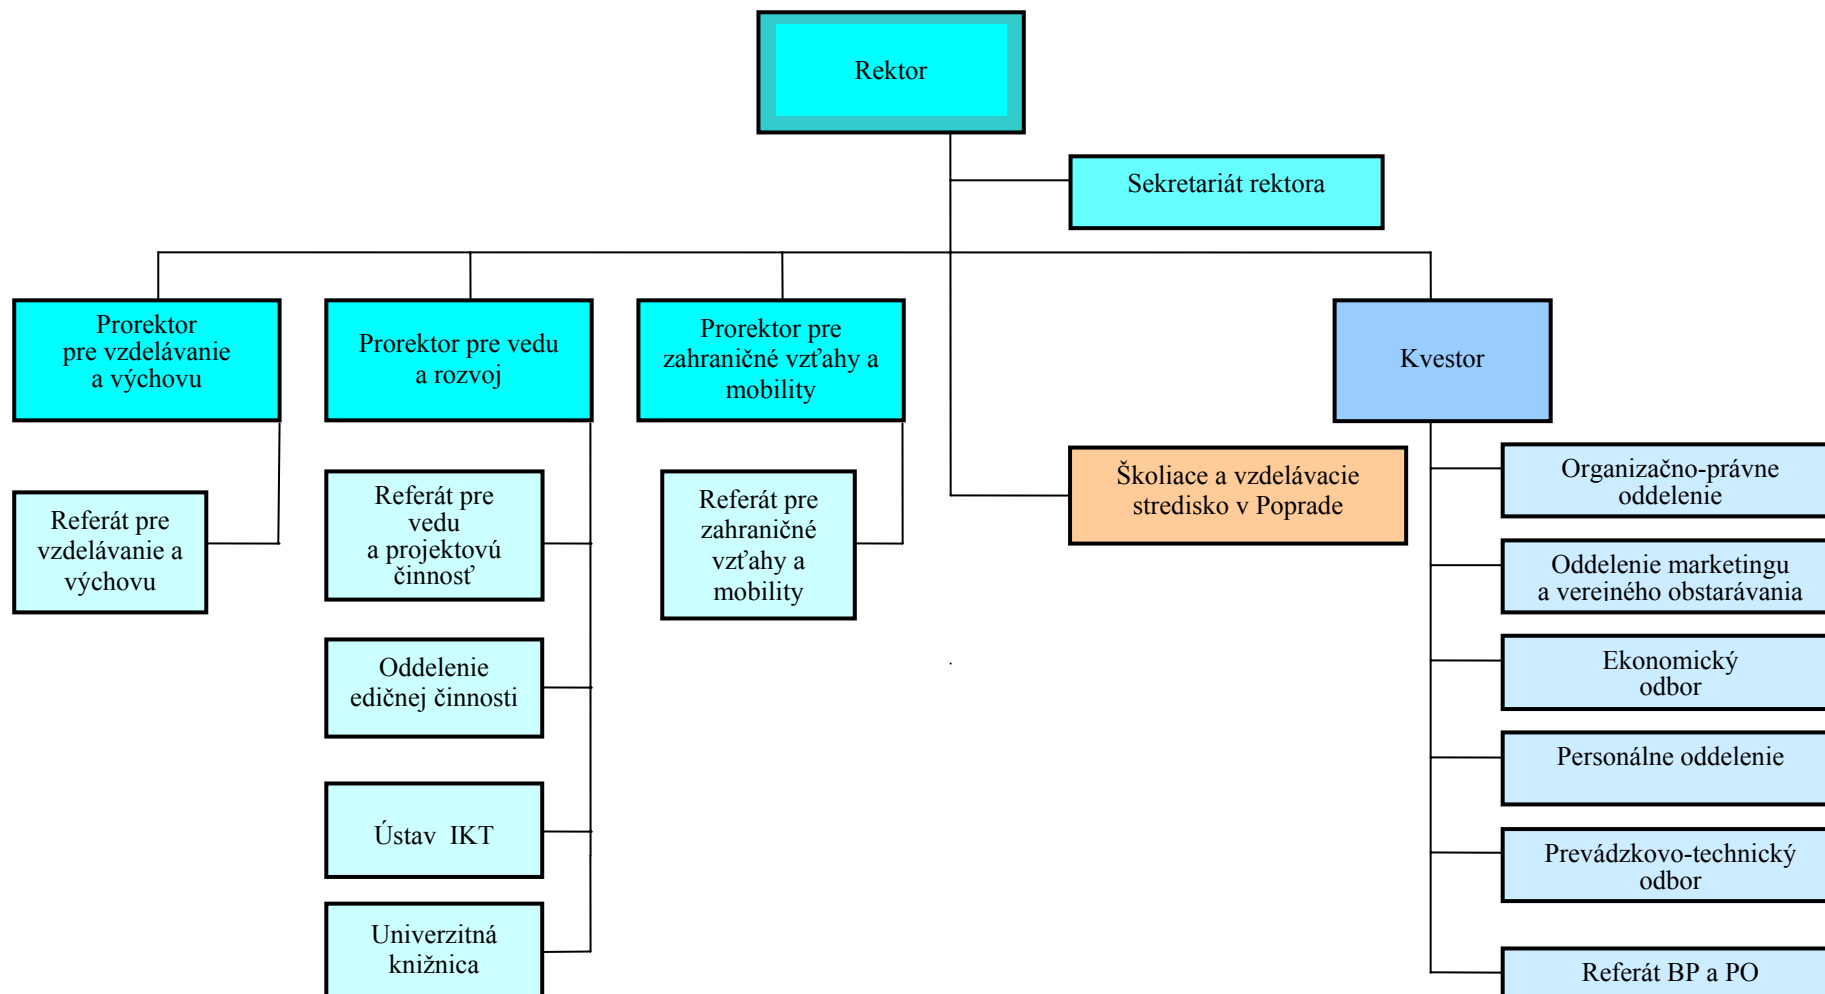 Rektor
Sekretariát rektora
Prorektor
pre vzdelávanie
a výchovu
Prorektor pre vedu
a rozvoj
Prorektor pre
zahraničné vzťahy a
mobility
Kvestor
Referát pre
vzdelávanie a
výchovu
Referát pre
vedu
a projektovú
činnosť
Oddelenie
edičnej činnosti
Ústav IKT
Univerzitná
knižnica
Referát pre
zahraničné
vzťahy a
mobility
Školiace a vzdelávacie
stredisko v Poprade
Organizačno-právne
oddelenie
Oddelenie marketingu
a verejného obstarávania
Ekonomický
odbor
Personálne oddelenie
Prevádzkovo-technický
odbor
Referát BP a PO